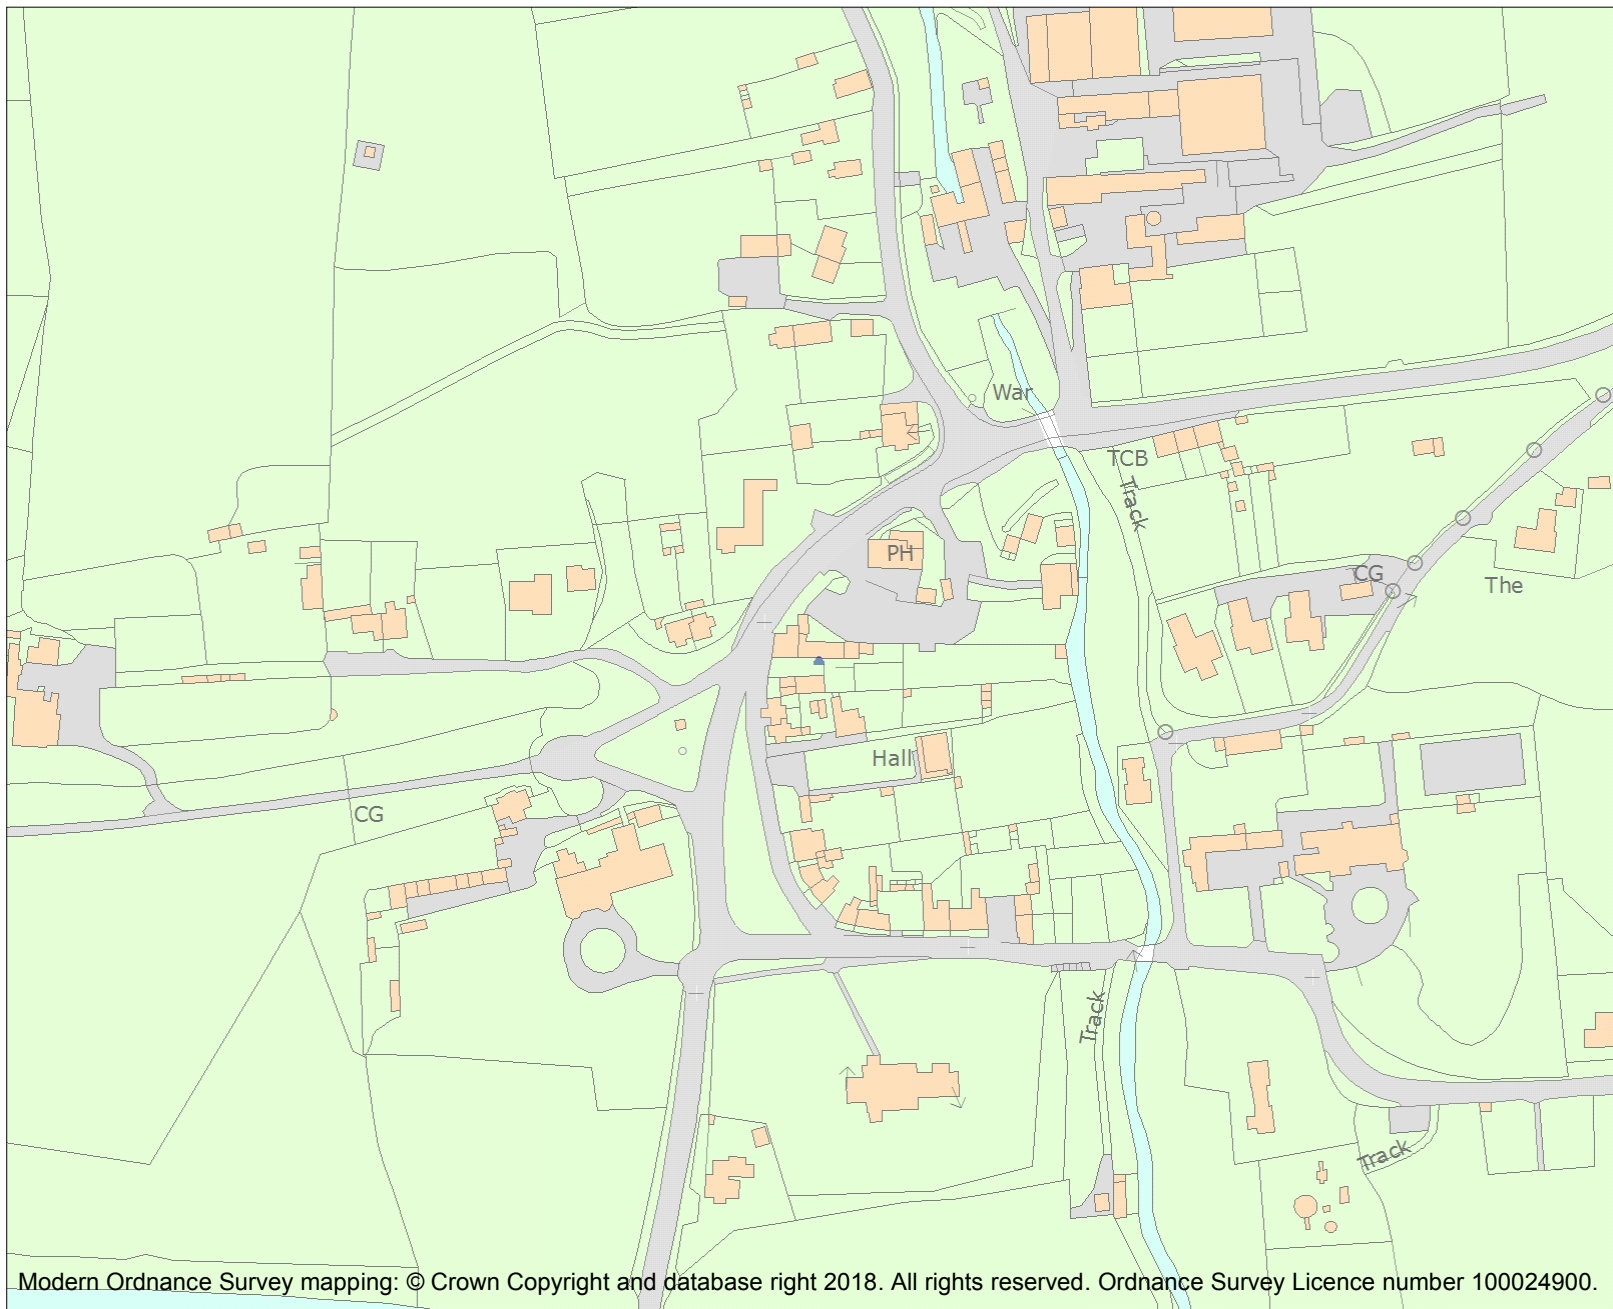 War
TCB
Track
PH
CG
The
Hall
CG
Track
Track
Modern Ordnance Survey mapping: © Crown Copyright and database right 2018. All rights reserved. Ordnance Survey Licence number 100024900.